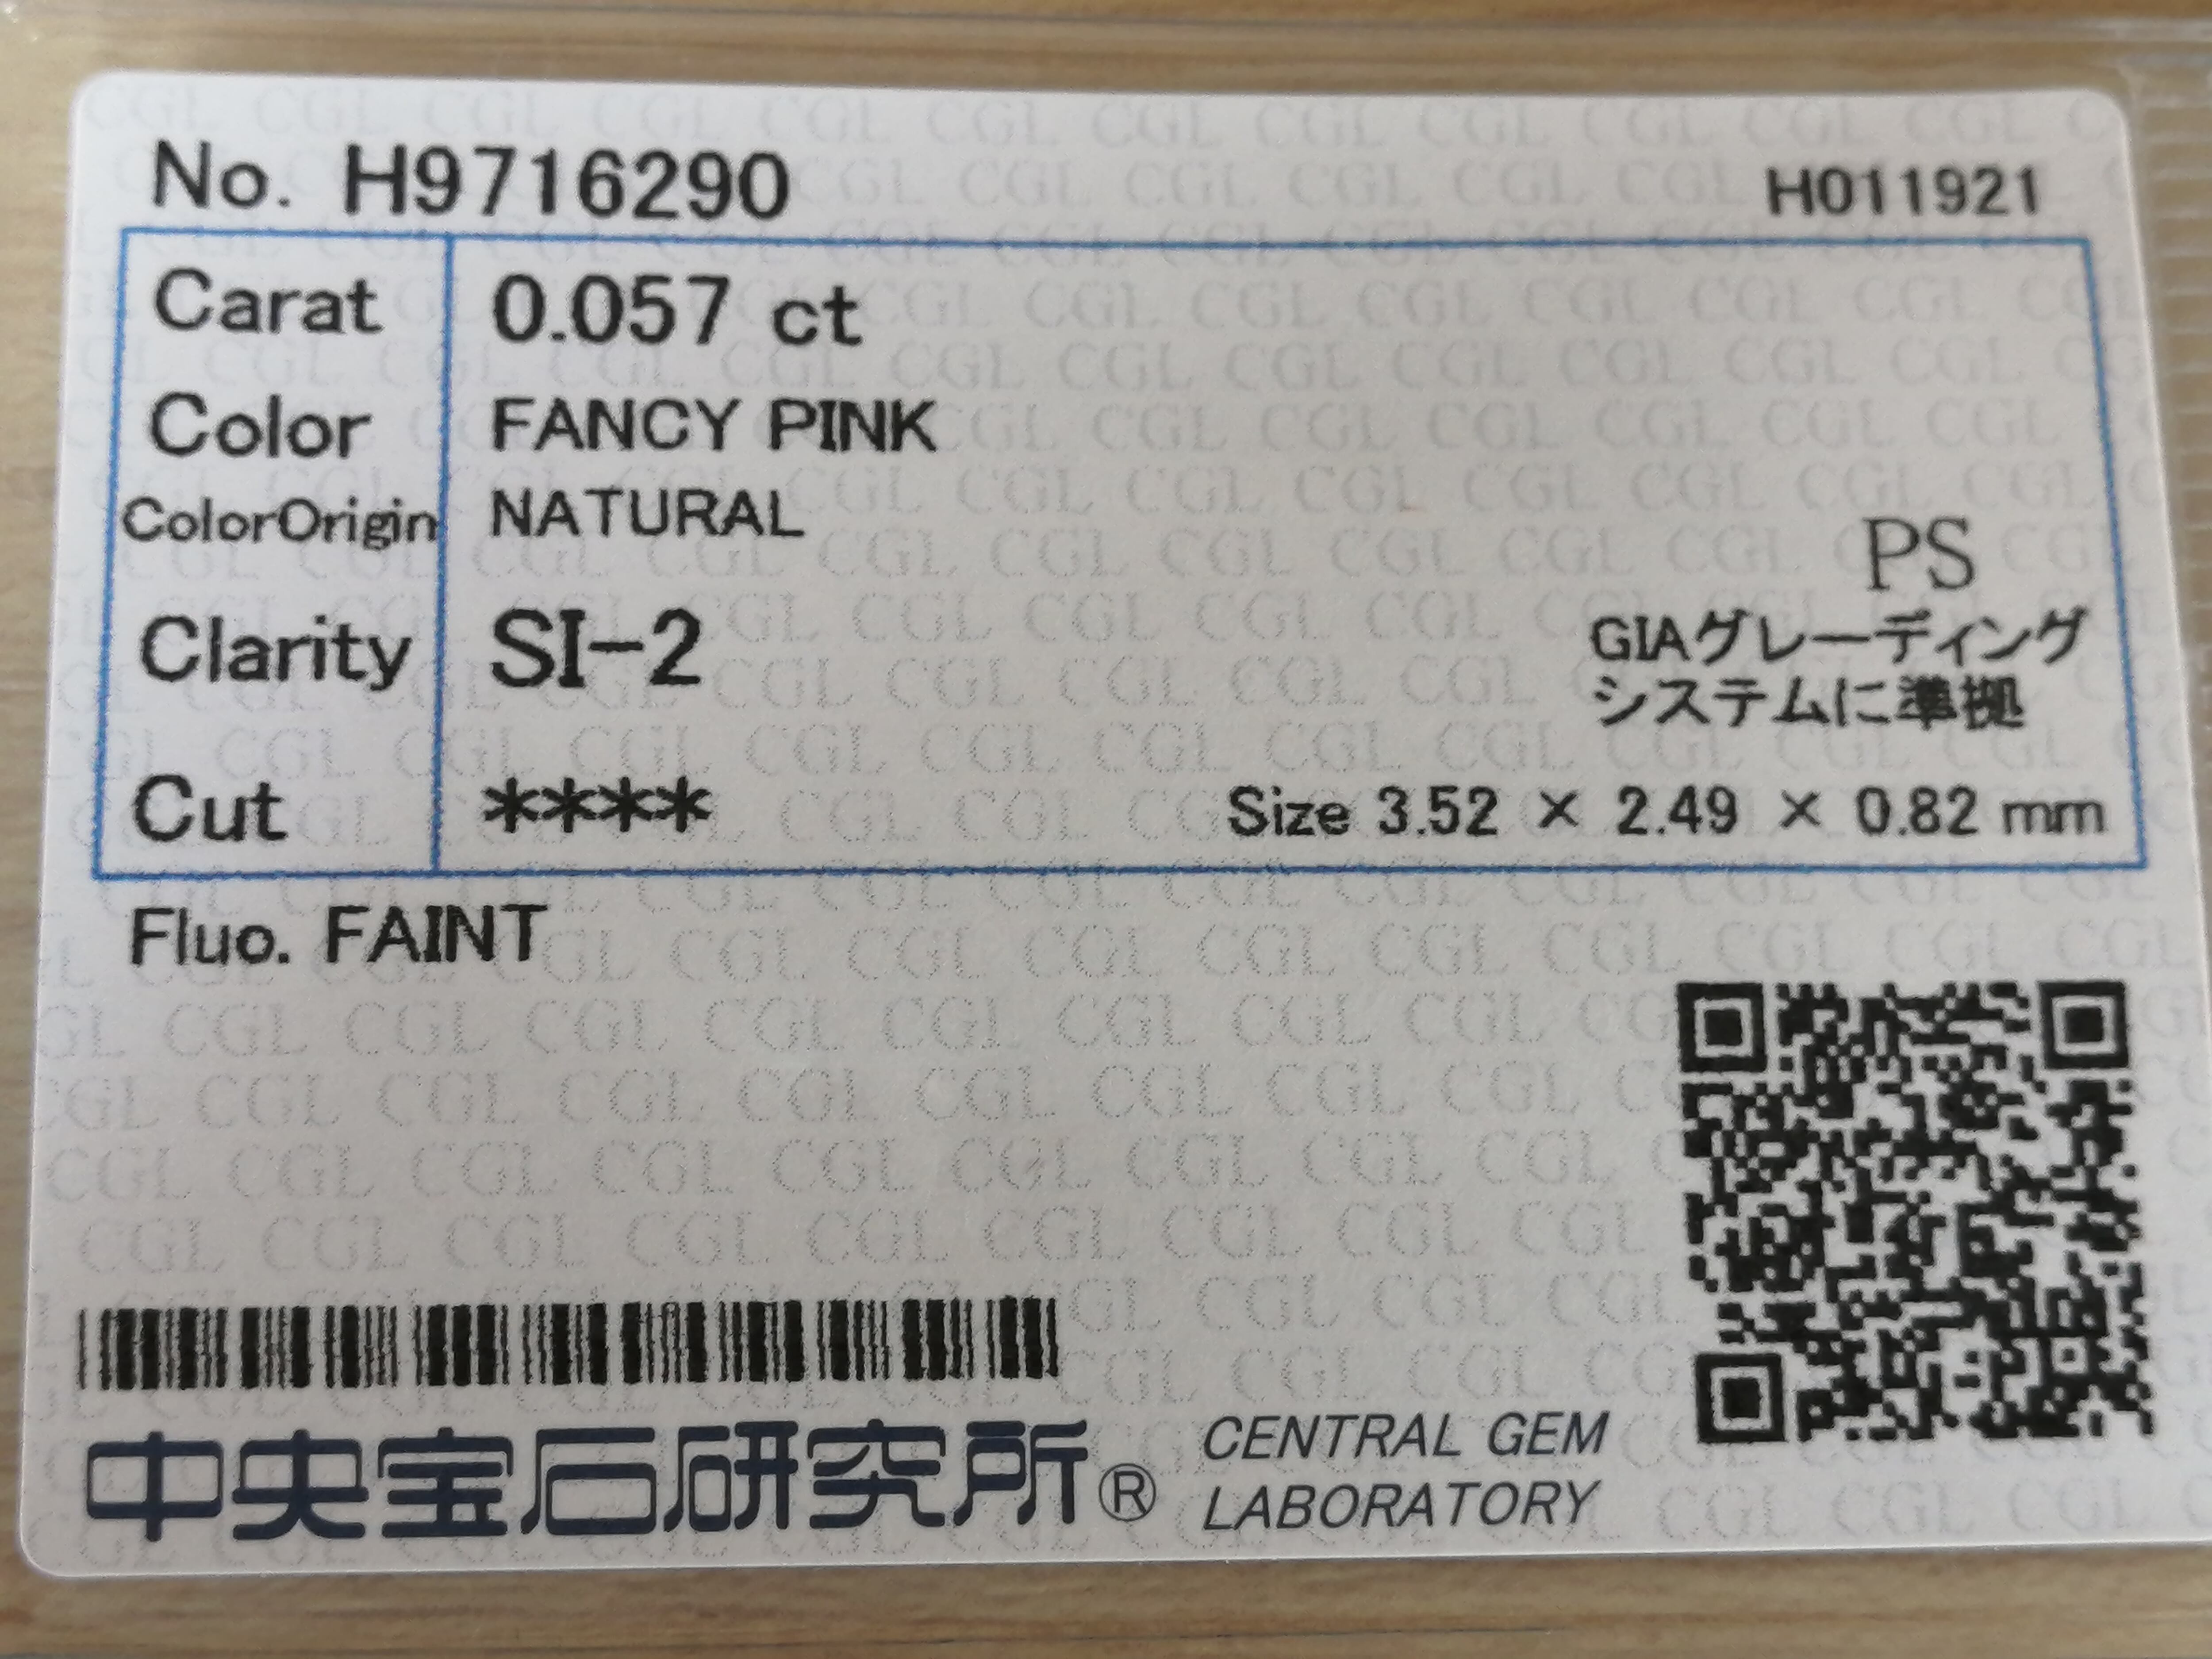 No. H9716290
H011921
Carat 0.057 ct
Color FANCY PINK
ColorOrigin NATURAL
PS
Clarity SI-2
GIAグレーディング
システムに準拠
Cut ****
Size 3.52 × 2.49 × 0.82 mm
Fluo. FAINT
中央宝石研究所®
CENTRAL GEM
LABORATORY